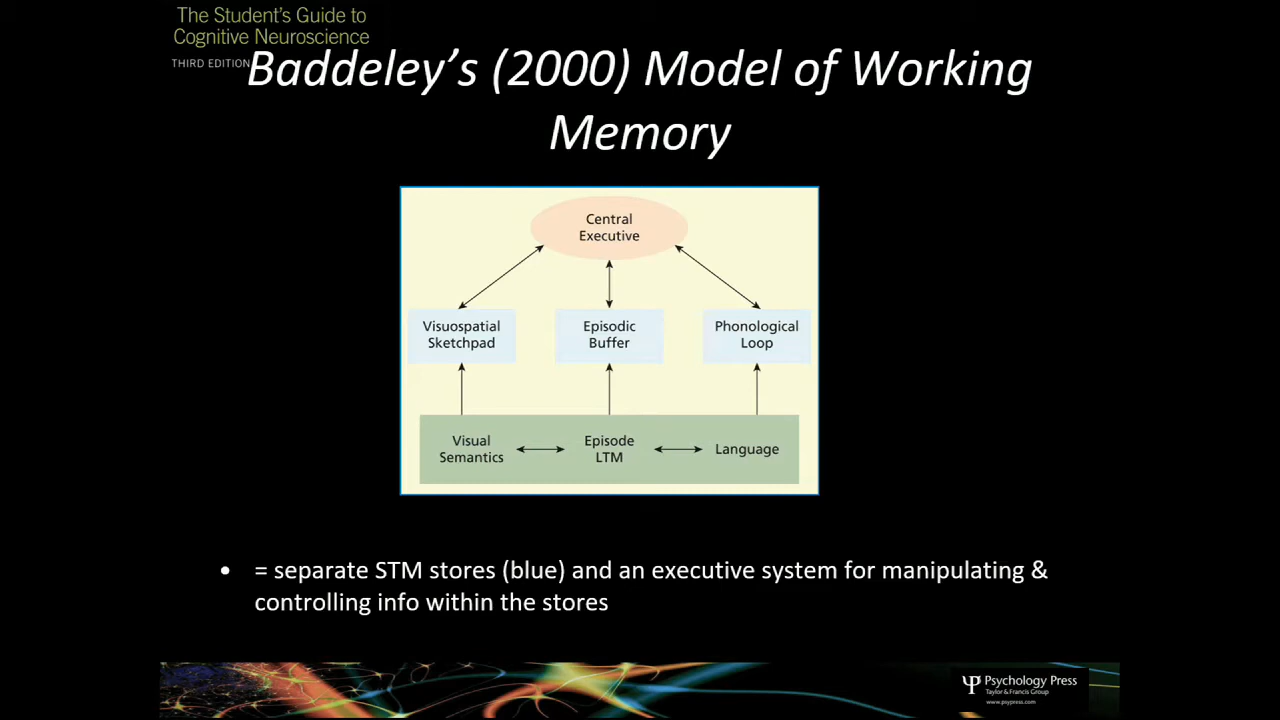 The Student's Guide to
Cognitive Neuroscience
THIRD EDITION
Baddeley's (2000) Model of Working
Memory
Central
Executive
Visuospatial
Sketchpad
Episodic
Buffer
Phonological
Loop
Visual
Semantics
Episode
LTM
Language
• = separate STM stores (blue) and an executive system for manipulating &
controlling info within the stores
Psychology Press
Taylor & Francis Group
www.psypress.com